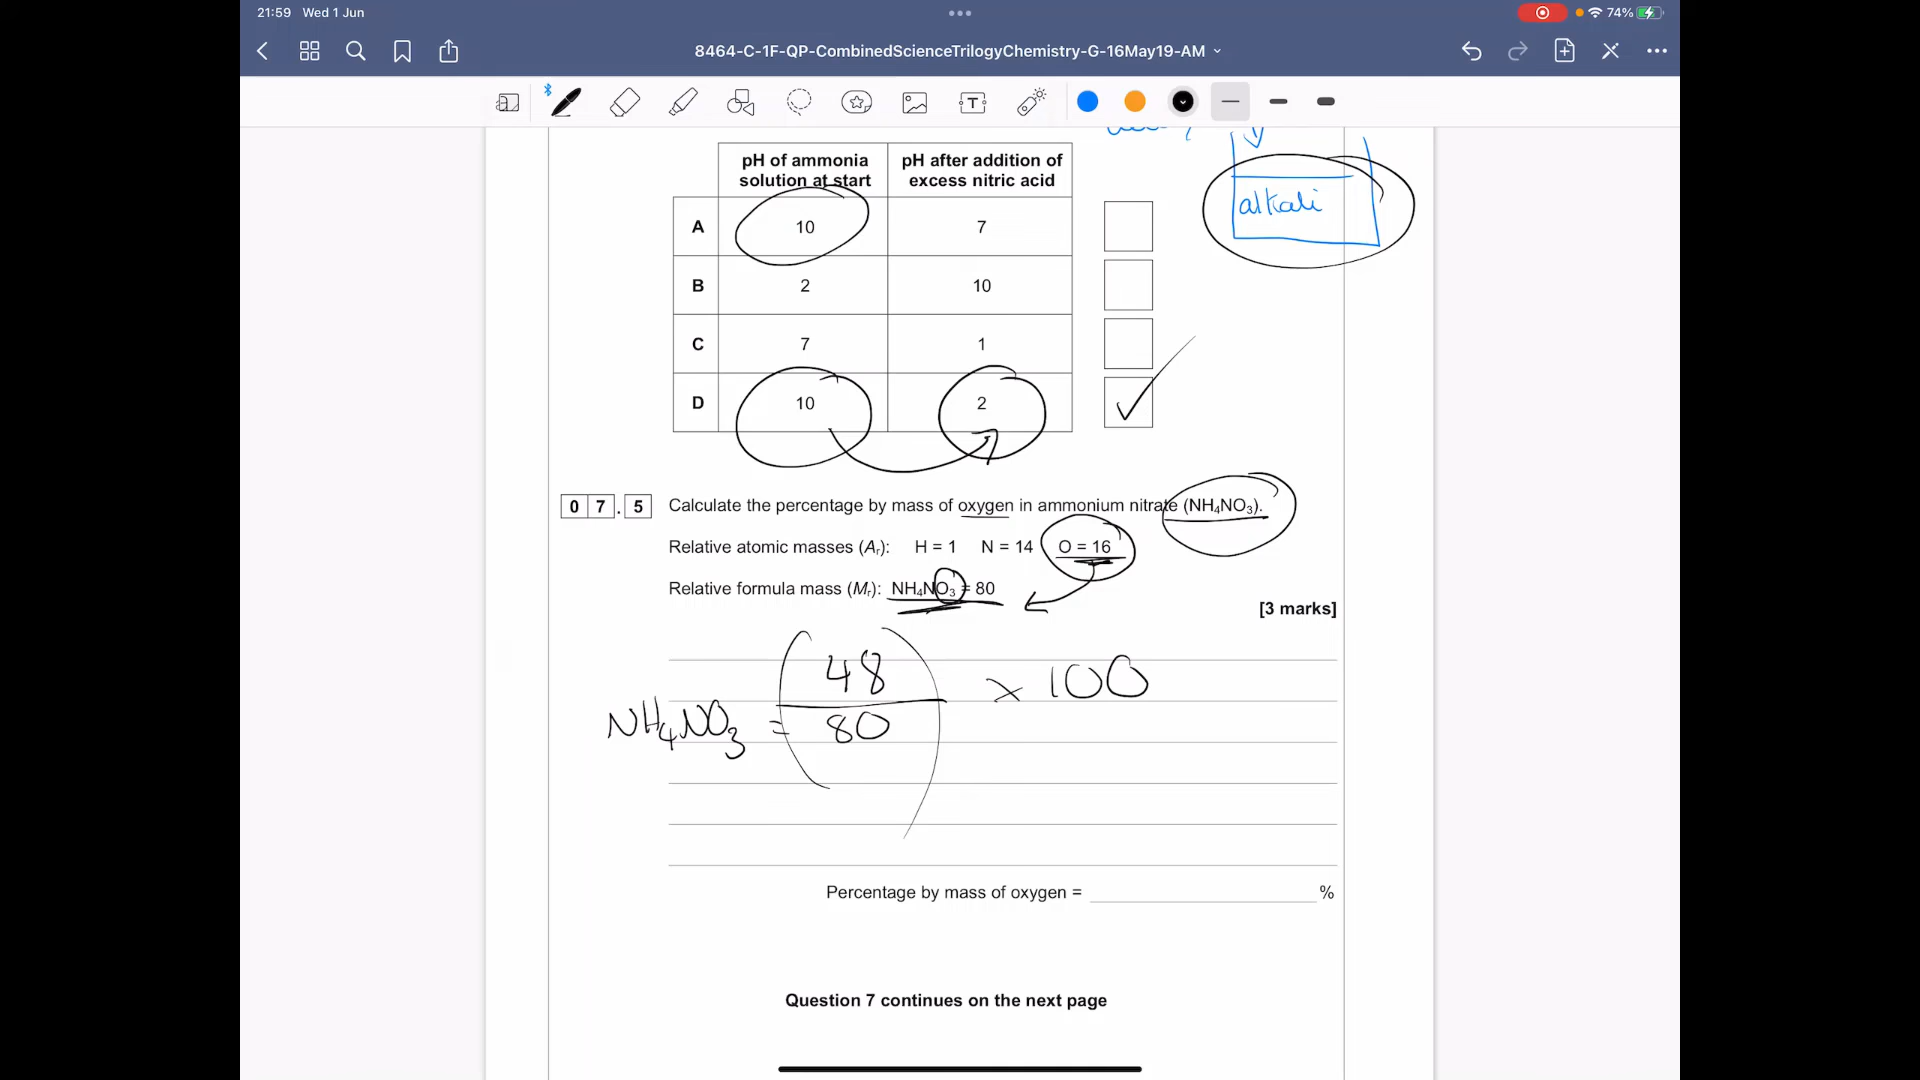 21:59 Wed 1 Jun
74%
8464-C-1F-QP-CombinedScienceTrilogyChemistry-G-16May19-AM
pH of ammonia solution at start
pH after addition of excess nitric acid
alkali
A 10 7
B 2 10
C 7 1
D 10 2
0 7 . 5 Calculate the percentage by mass of oxygen in ammonium nitrate (NH₄NO₃).
Relative atomic masses (Aᵣ): H = 1 N = 14 O = 16
Relative formula mass (Mᵣ): NH₄NO₃ = 80
[3 marks]
NH₄NO₃ = (48/80) × 100
Percentage by mass of oxygen = %
Question 7 continues on the next page